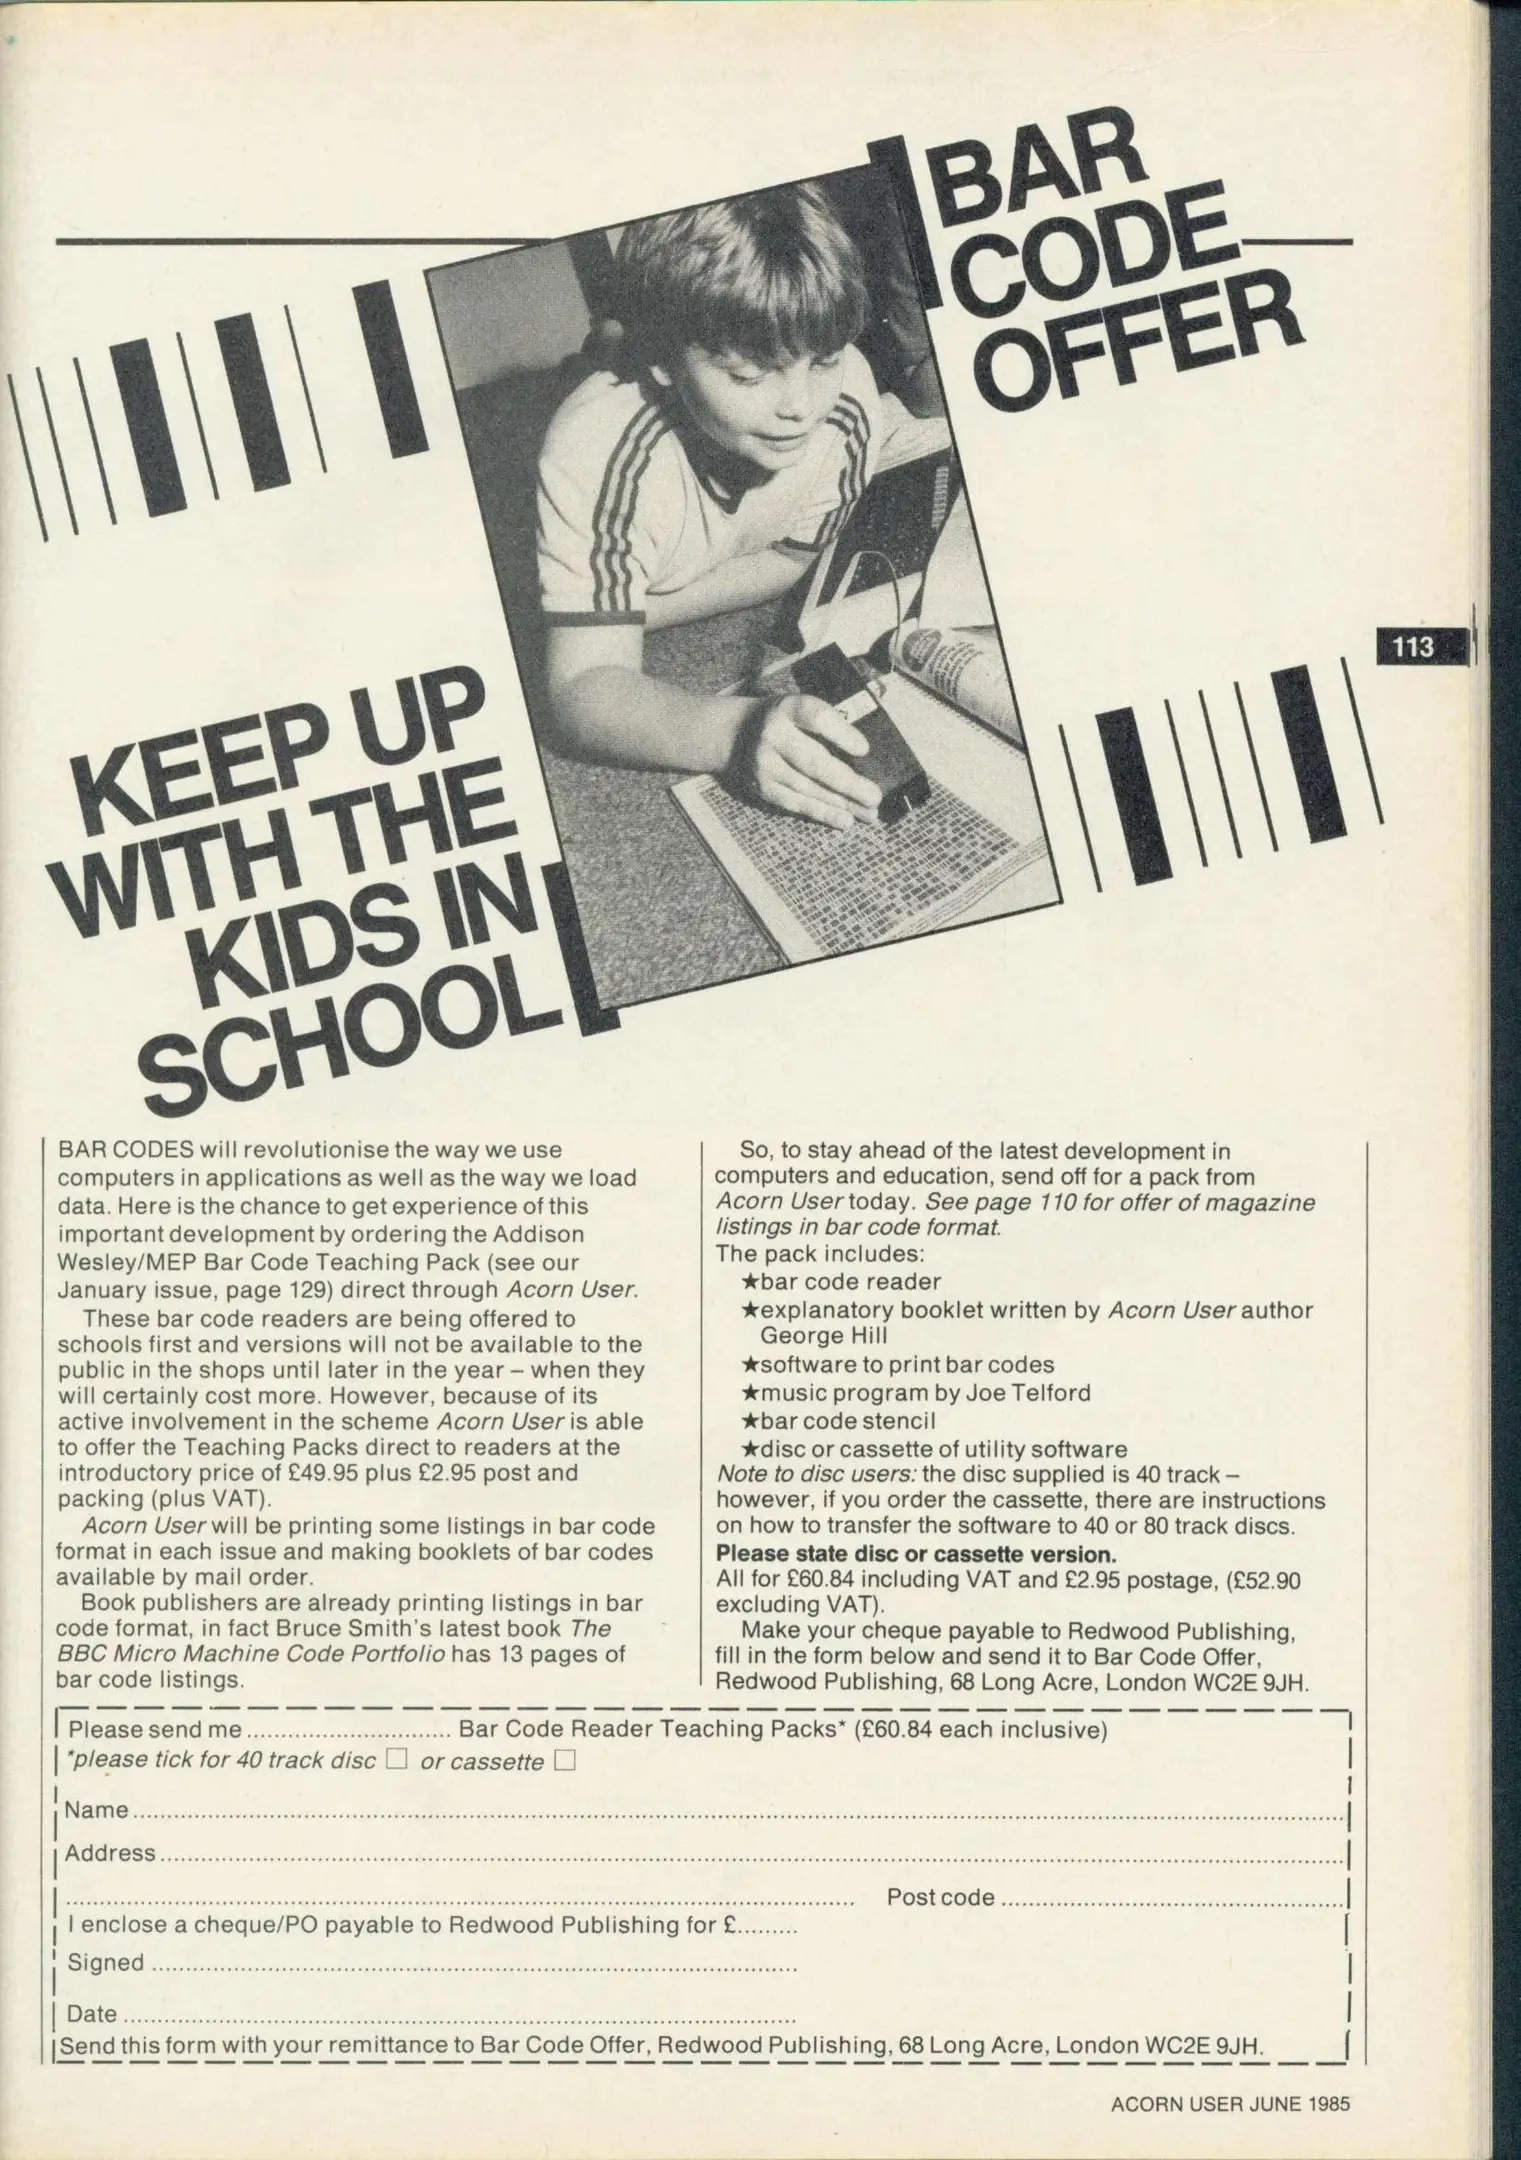 BAR
CODE
OFFER
113
KEEP UP
WITH THE
KIDS IN
SCHOOL
BAR CODES will revolutionise the way we use
computers in applications as well as the way we load
data. Here is the chance to get experience of this
important development by ordering the Addison
Wesley/MEP Bar Code Teaching Pack (see our
January issue, page 129) direct through Acorn User.
These bar code readers are being offered to
schools first and versions will not be available to the
public in the shops until later in the year – when they
will certainly cost more. However, because of its
active involvement in the scheme Acorn User is able
to offer the Teaching Packs direct to readers at the
introductory price of £49.95 plus £2.95 post and
packing (plus VAT).
Acorn User will be printing some listings in bar code
format in each issue and making booklets of bar codes
available by mail order.
Book publishers are already printing listings in bar
code format, in fact Bruce Smith's latest book The
BBC Micro Machine Code Portfolio has 13 pages of
bar code listings.
So, to stay ahead of the latest development in
computers and education, send off for a pack from
Acorn User today. See page 110 for offer of magazine
listings in bar code format.
The pack includes:
★bar code reader
★explanatory booklet written by Acorn User author
George Hill
★software to print bar codes
★music program by Joe Telford
★bar code stencil
★disc or cassette of utility software
Note to disc users: the disc supplied is 40 track –
however, if you order the cassette, there are instructions
on how to transfer the software to 40 or 80 track discs.
Please state disc or cassette version.
All for £60.84 including VAT and £2.95 postage, (£52.90
excluding VAT).
Make your cheque payable to Redwood Publishing,
fill in the form below and send it to Bar Code Offer,
Redwood Publishing, 68 Long Acre, London WC2E 9JH.
Please send me .............................. Bar Code Reader Teaching Packs* (£60.84 each inclusive)
*please tick for 40 track disc □ or cassette □
Name
Address
Post code
I enclose a cheque/PO payable to Redwood Publishing for £.........
Signed
Date
Send this form with your remittance to Bar Code Offer, Redwood Publishing, 68 Long Acre, London WC2E 9JH.
ACORN USER JUNE 1985